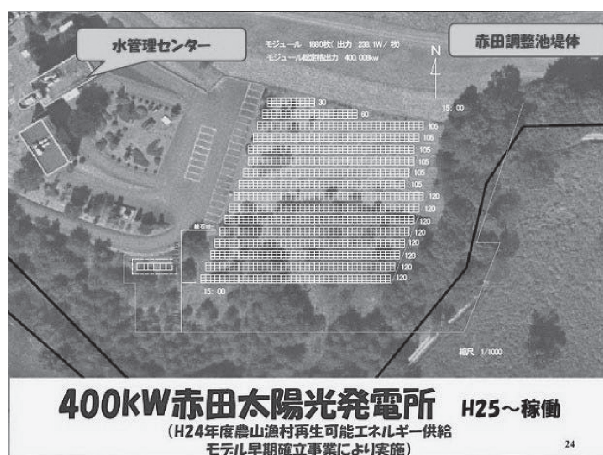 水管理センター
赤田調整池堤体
モジュール 1680枚( 出力 238.1W/ 枚)
モジュール総定格出力 400.008kw
N
15:00
30
60
105
105
105
105
105
105
120
120
120
120
120
120
120
120
15:00
縮尺 1/1000
400kW赤田太陽光発電所 H25〜稼働
(H24年度農山漁村再生可能エネルギー供給
モデル早期確立事業により実施)
24